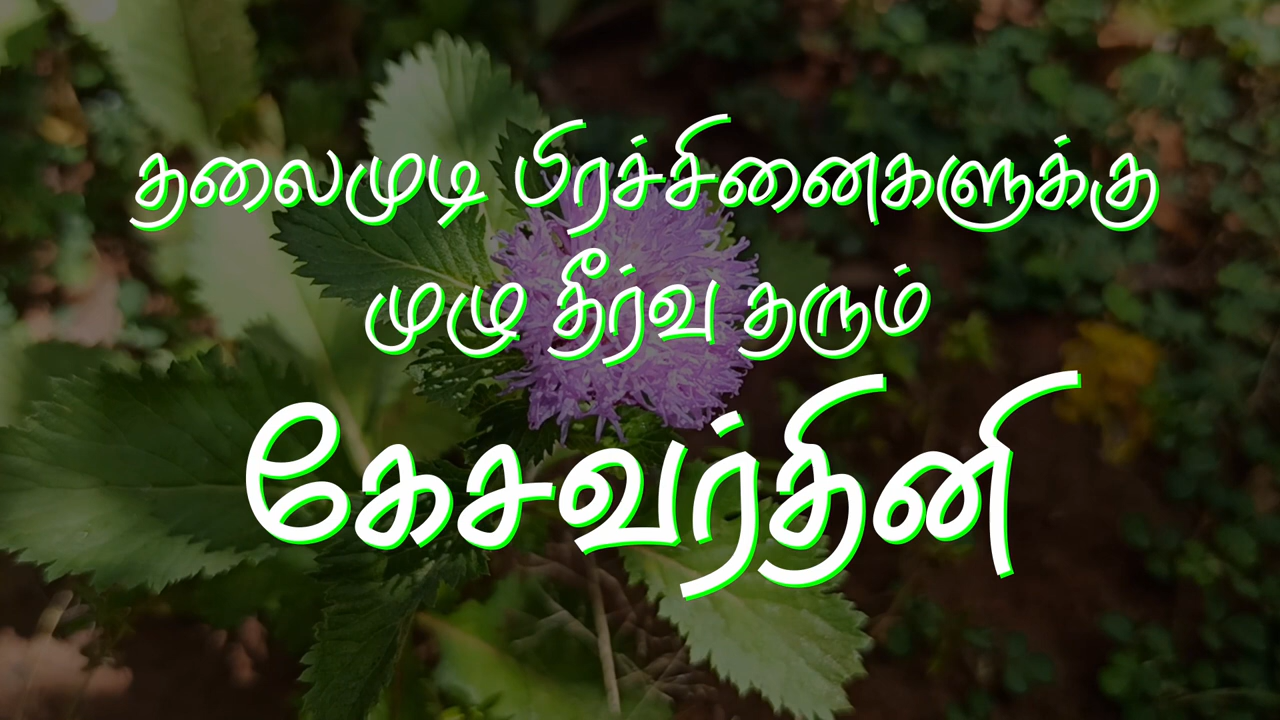 தலைமுடி பிரச்சினைகளுக்கு
முழு தீர்வ தரும்
கேசவர்தினி